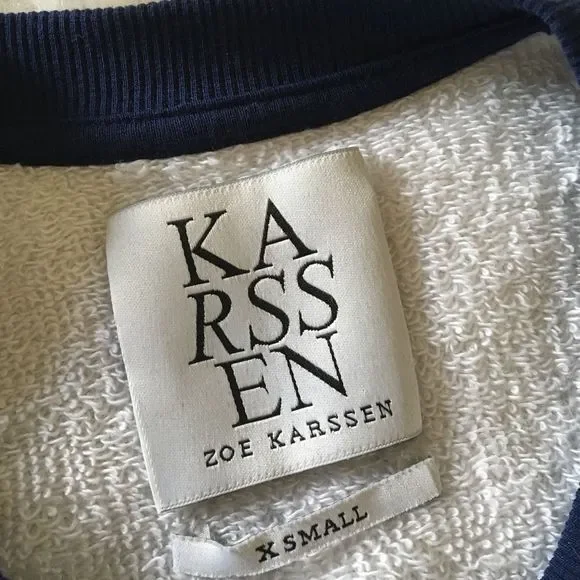 KA
RSS
EN
ZOE KARSSEN
X SMALL